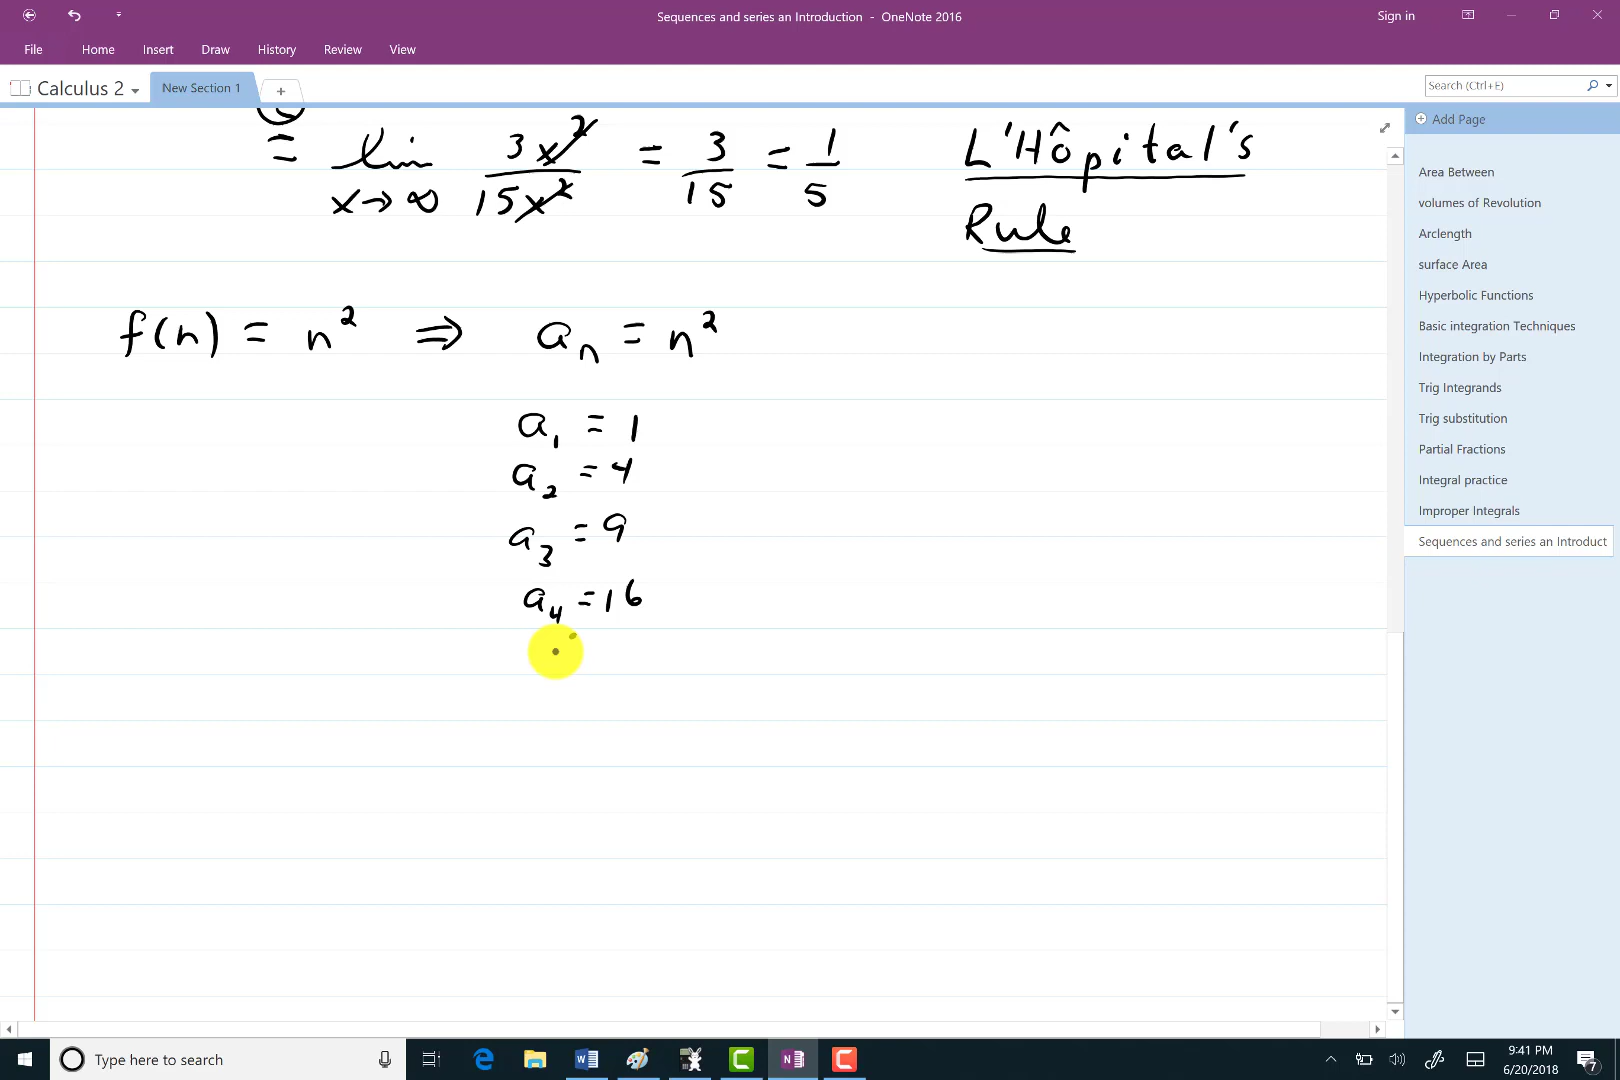 Sequences and series an Introduction - OneNote 2016
Sign in
File Home Insert Draw History Review View
Calculus 2
New Section 1
+
Search (Ctrl+E)
Add Page
Area Between
volumes of Revolution
Arclength
surface Area
Hyperbolic Functions
Basic integration Techniques
Integration by Parts
Trig Integrands
Trig substitution
Partial Fractions
Integral practice
Improper Integrals
Sequences and series an Introduct
= lim x→∞ 3x² / 15x² = 3/15 = 1/5
L'Hôpital's
Rule
f(n) = n² ⇒ aₙ = n²
a₁ = 1
a₂ = 4
a₃ = 9
a₄ = 16
Type here to search
9:41 PM
6/20/2018
7